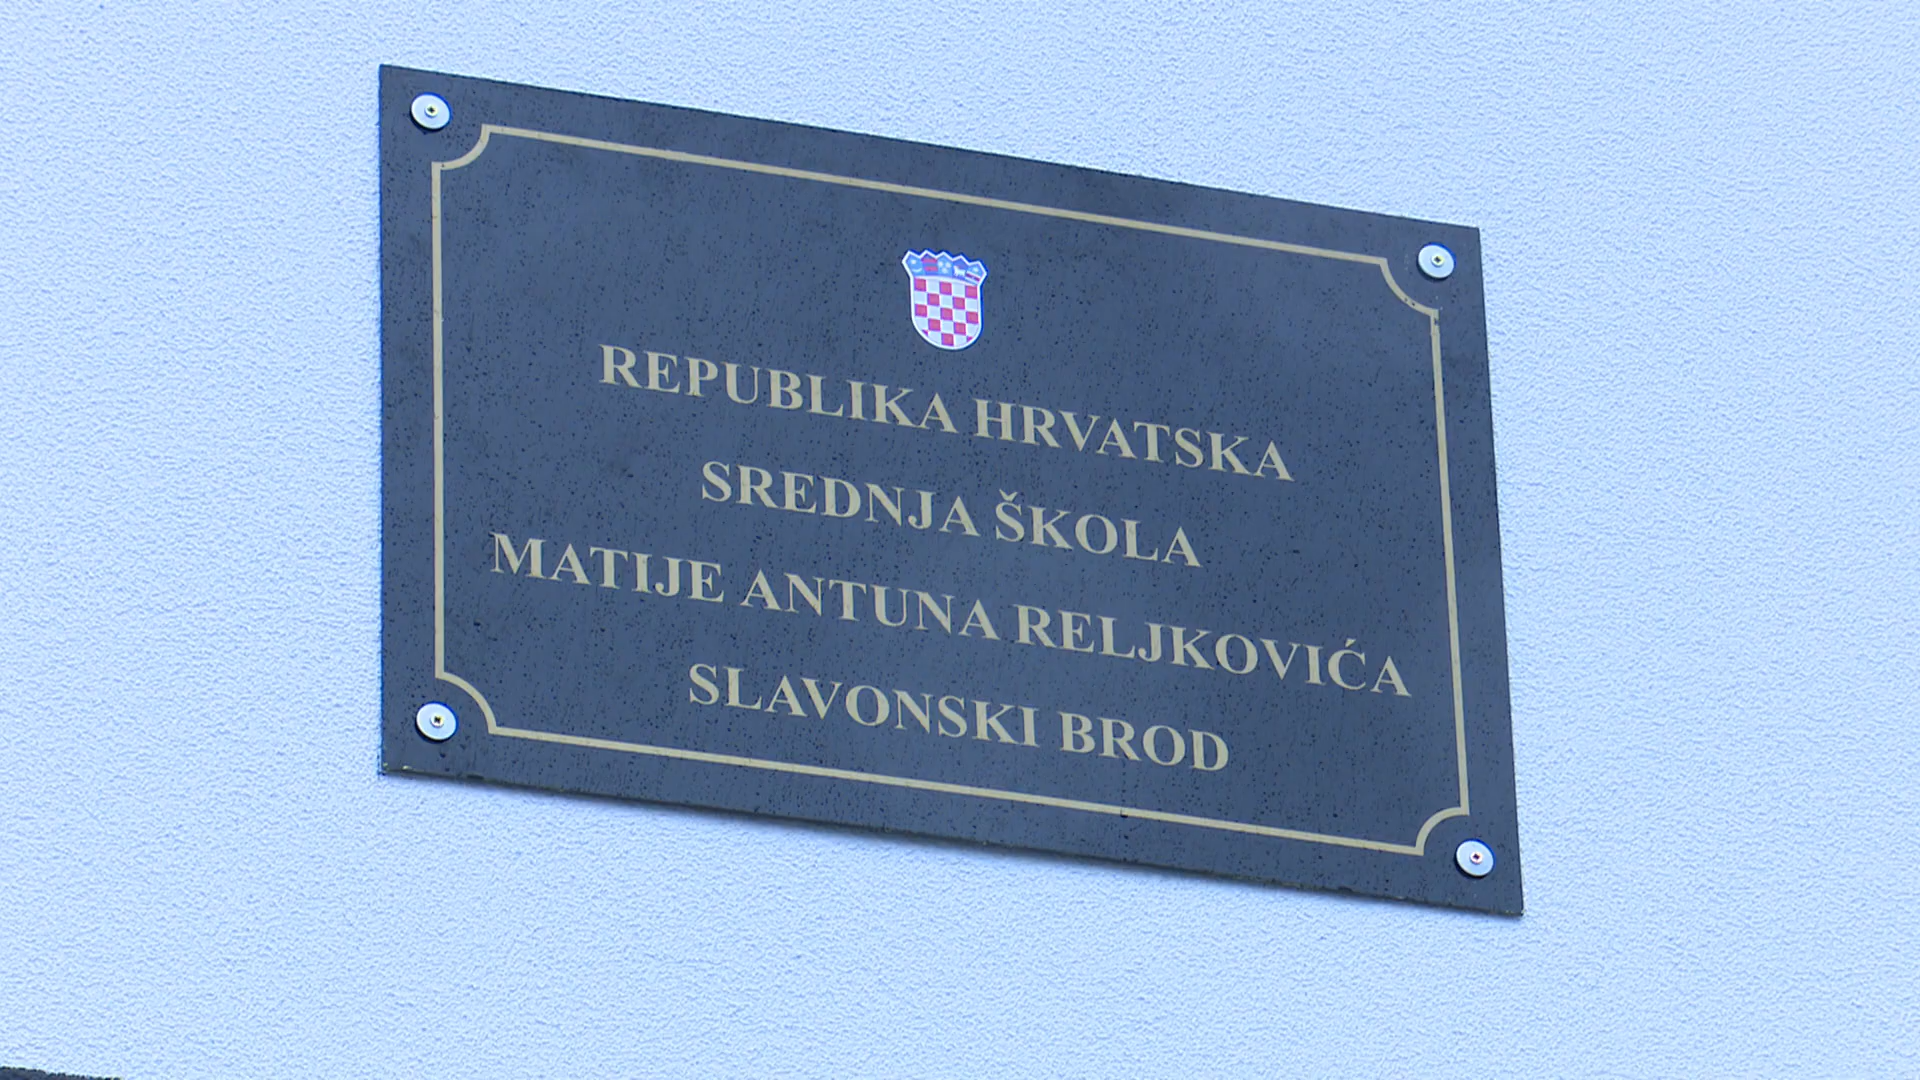 REPUBLIKA HRVATSKA
SREDNJA ŠKOLA
MATIJE ANTUNA RELJKOVIĆA
SLAVONSKI BROD